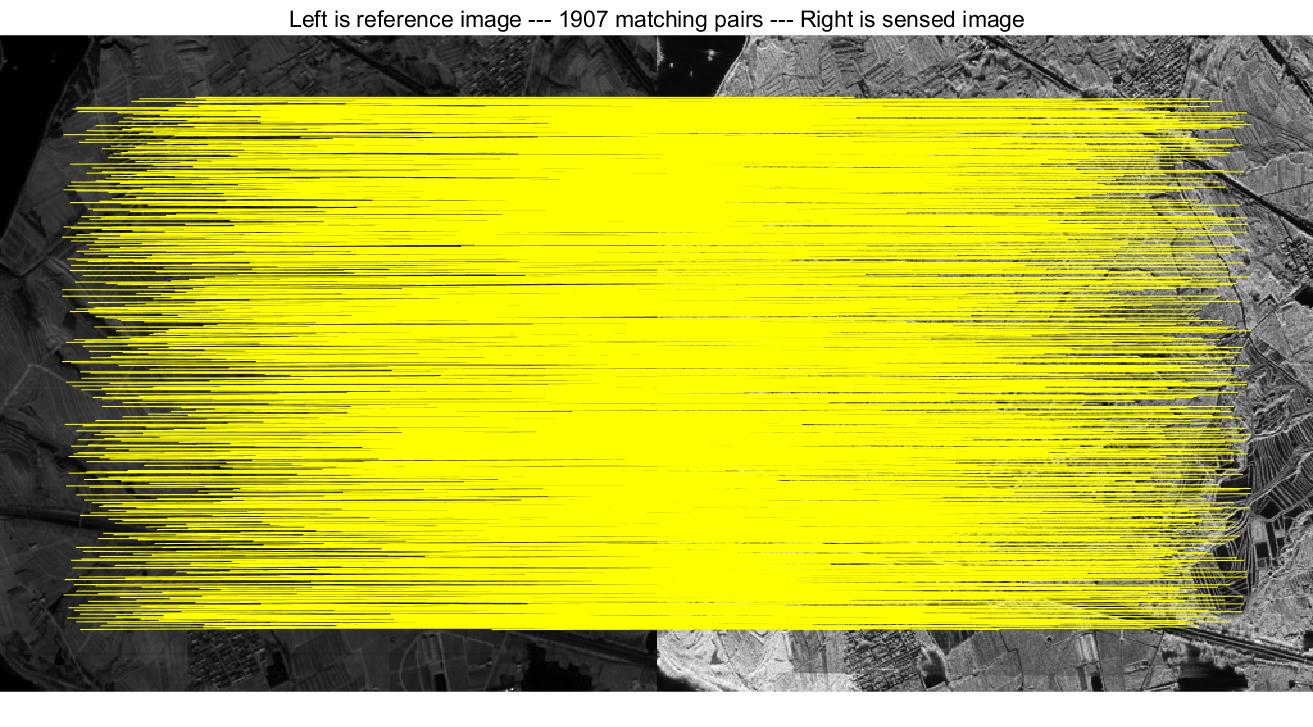 Left is reference image --- 1907 matching pairs --- Right is sensed image